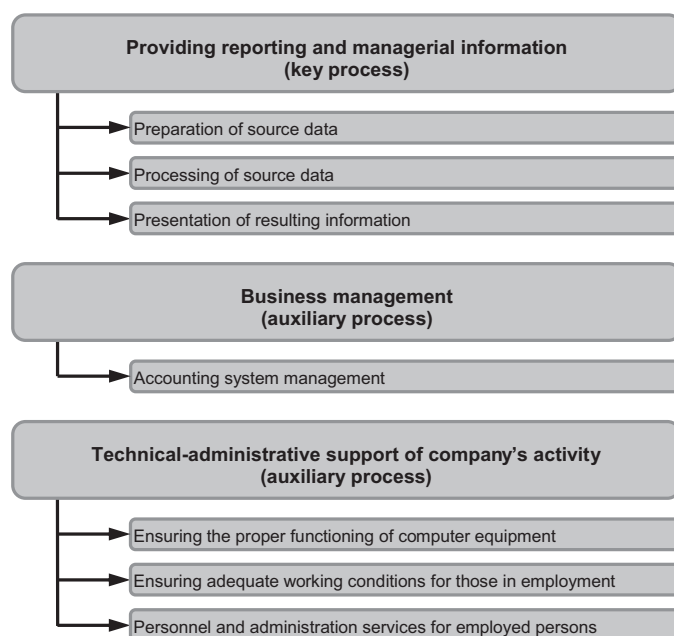 Providing reporting and managerial information
(key process)
Preparation of source data
Processing of source data
Presentation of resulting information
Business management
(auxiliary process)
Accounting system management
Technical-administrative support of company’s activity
(auxiliary process)
Ensuring the proper functioning of computer equipment
Ensuring adequate working conditions for those in employment
Personnel and administration services for employed persons